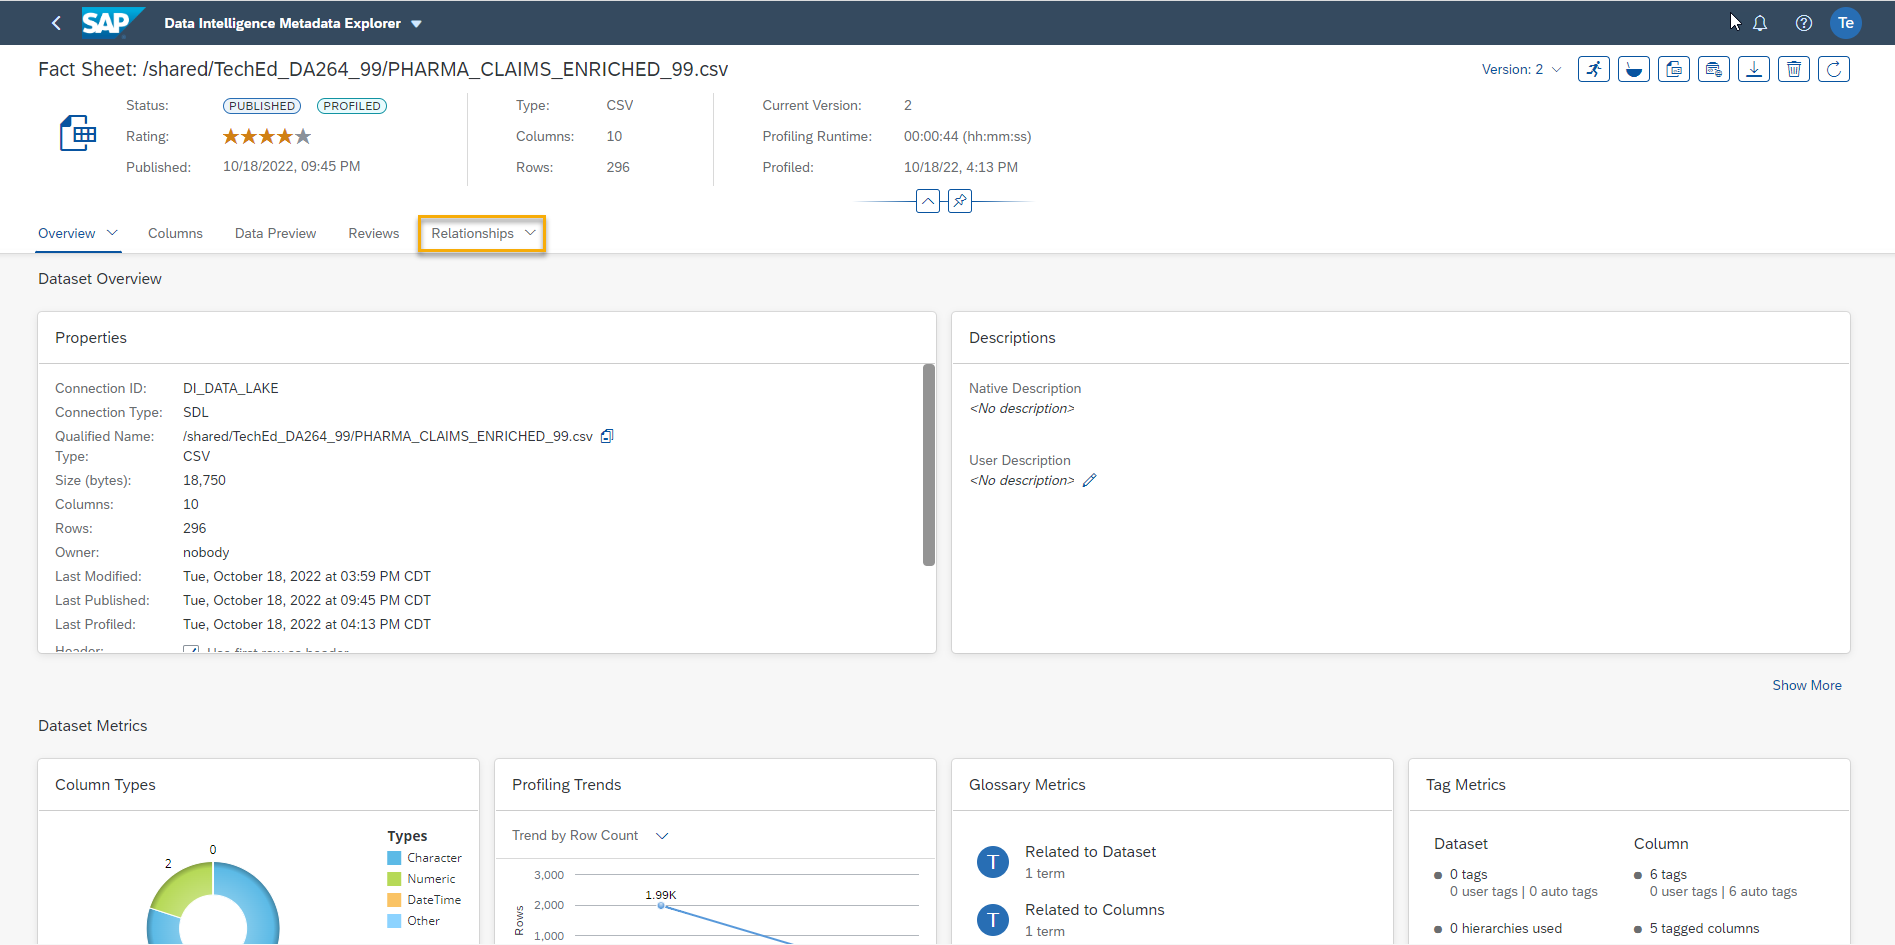 SAP Data Intelligence Metadata Explorer Te
Fact Sheet: /shared/TechEd_DA264_99/PHARMA_CLAIMS_ENRICHED_99.csv Version: 2
Status: PUBLISHED PROFILED Type: CSV Current Version: 2
Rating: Columns: 10 Profiling Runtime: 00:00:44 (hh:mm:ss)
Published: 10/18/2022, 09:45 PM Rows: 296 Profiled: 10/18/22, 4:13 PM
Overview Columns Data Preview Reviews Relationships
Dataset Overview
Properties
Connection ID: DI_DATA_LAKE
Connection Type: SDL
Qualified Name: /shared/TechEd_DA264_99/PHARMA_CLAIMS_ENRICHED_99.csv
Type: CSV
Size (bytes): 18,750
Columns: 10
Rows: 296
Owner: nobody
Last Modified: Tue, October 18, 2022 at 03:59 PM CDT
Last Published: Tue, October 18, 2022 at 09:45 PM CDT
Last Profiled: Tue, October 18, 2022 at 04:13 PM CDT
Header: Use first row as header
Descriptions
Native Description
<No description>
User Description
<No description>
Show More
Dataset Metrics
Column Types
0
2
Types
Character
Numeric
DateTime
Other
Profiling Trends
Trend by Row Count
3,000
1.99K
2,000
1,000
Rows
Glossary Metrics
T Related to Dataset
1 term
T Related to Columns
1 term
Tag Metrics
Dataset
0 tags
0 user tags | 0 auto tags
0 hierarchies used
Column
6 tags
0 user tags | 6 auto tags
5 tagged columns